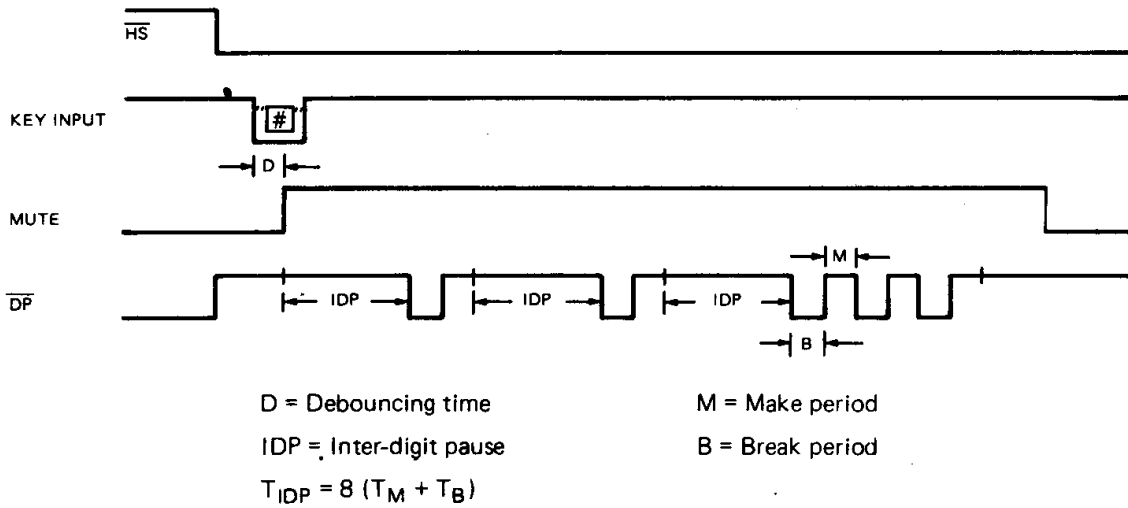 HS
#
KEY INPUT
D
MUTE
M
DP
IDP
IDP
IDP
B
D = Debouncing time
M = Make period
IDP = Inter-digit pause
B = Break period
T_IDP = 8 (T_M + T_B)